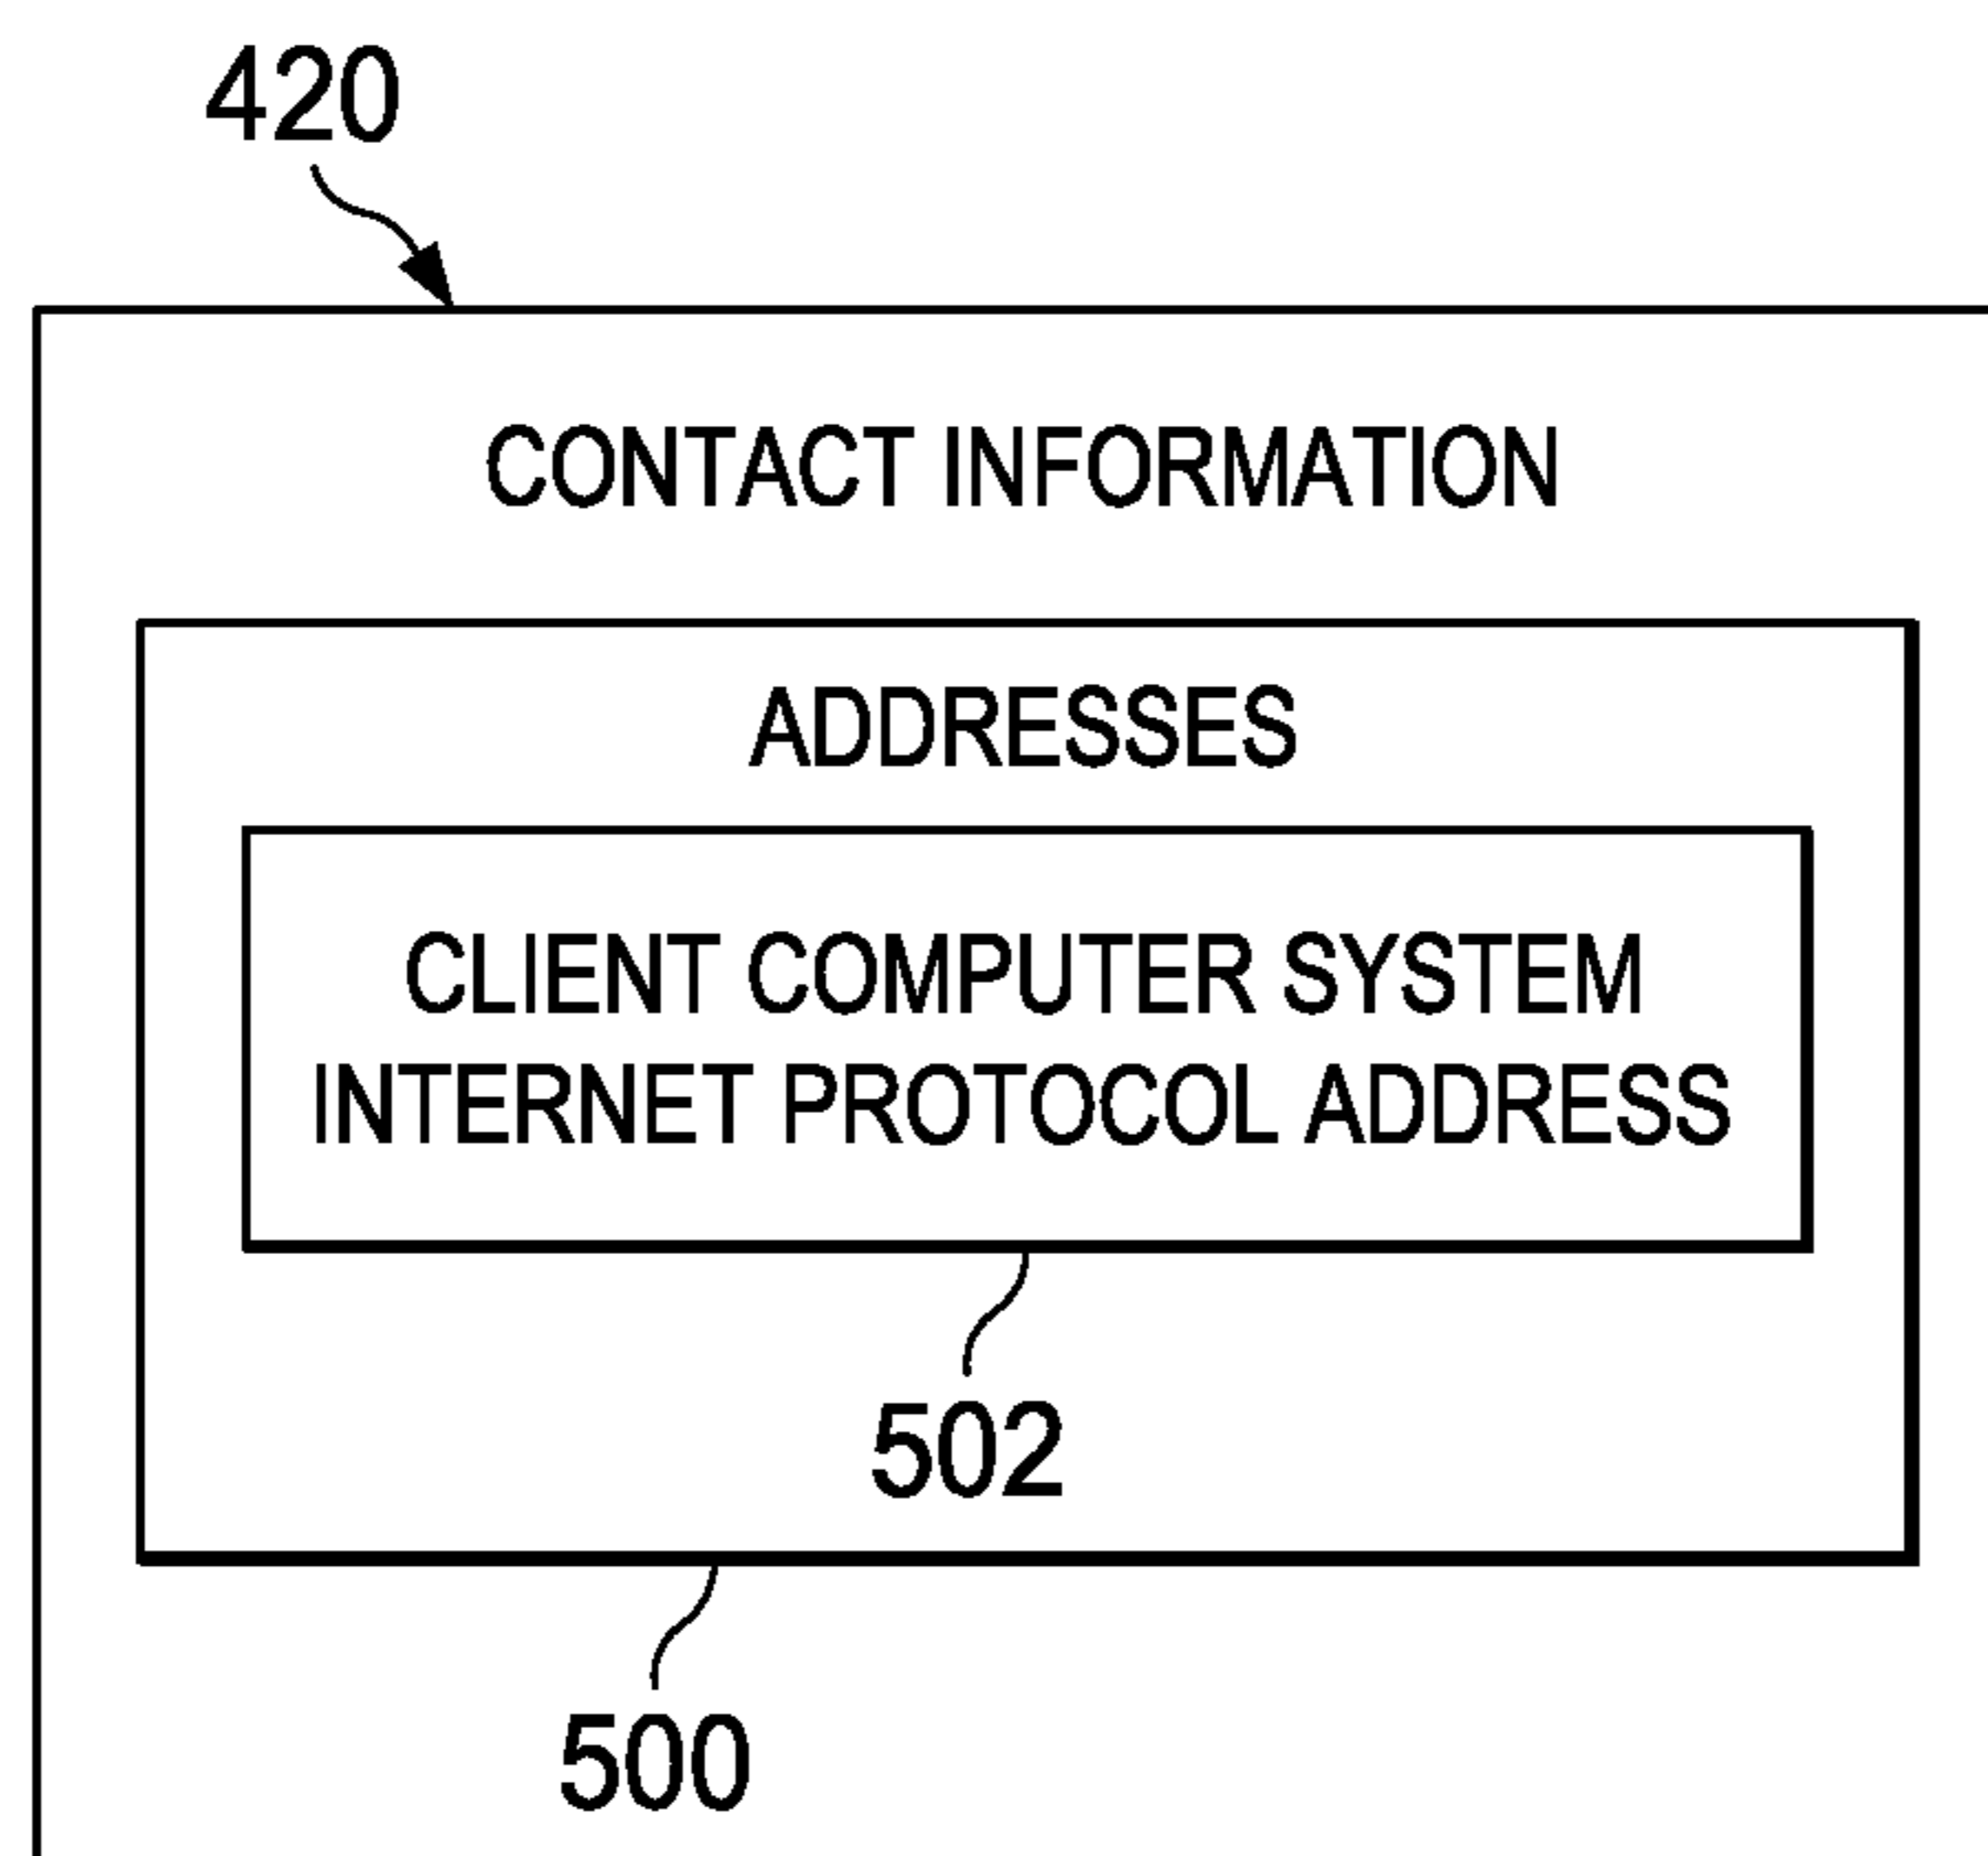 420
CONTACT INFORMATION
ADDRESSES
CLIENT COMPUTER SYSTEM
INTERNET PROTOCOL ADDRESS
502
500